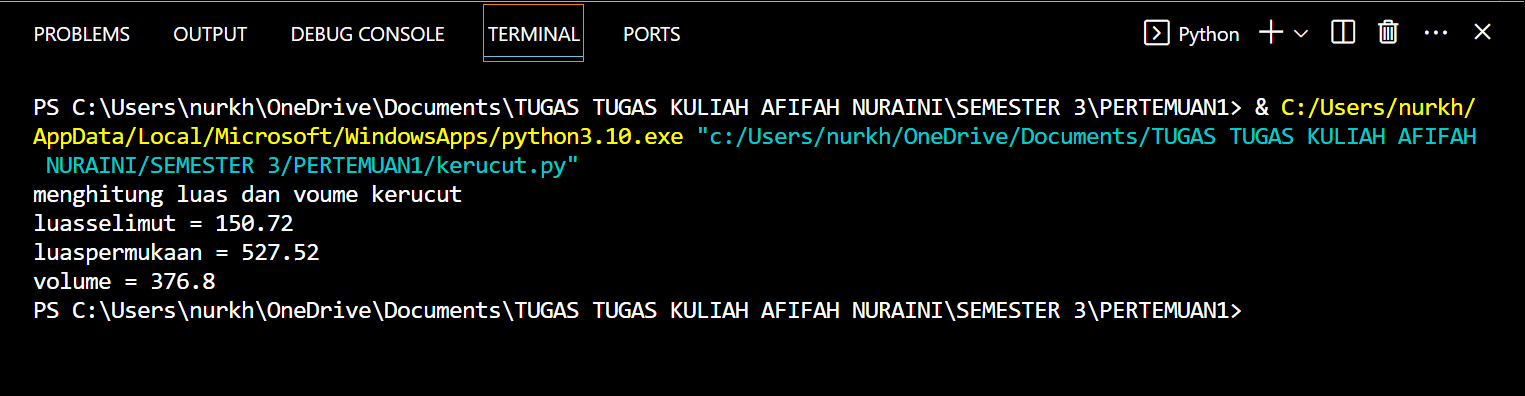 PROBLEMS OUTPUT DEBUG CONSOLE TERMINAL PORTS Python
PS C:\Users\nurkh\OneDrive\Documents\TUGAS TUGAS KULIAH AFIFAH NURAINI\SEMESTER 3\PERTEMUAN1> & C:/Users/nurkh/
AppData/Local/Microsoft/WindowsApps/python3.10.exe "c:/Users/nurkh/OneDrive/Documents/TUGAS TUGAS KULIAH AFIFAH
NURAINI/SEMESTER 3/PERTEMUAN1/kerucut.py"
menghitung luas dan voume kerucut
luasselimut = 150.72
luaspermukaan = 527.52
volume = 376.8
PS C:\Users\nurkh\OneDrive\Documents\TUGAS TUGAS KULIAH AFIFAH NURAINI\SEMESTER 3\PERTEMUAN1>